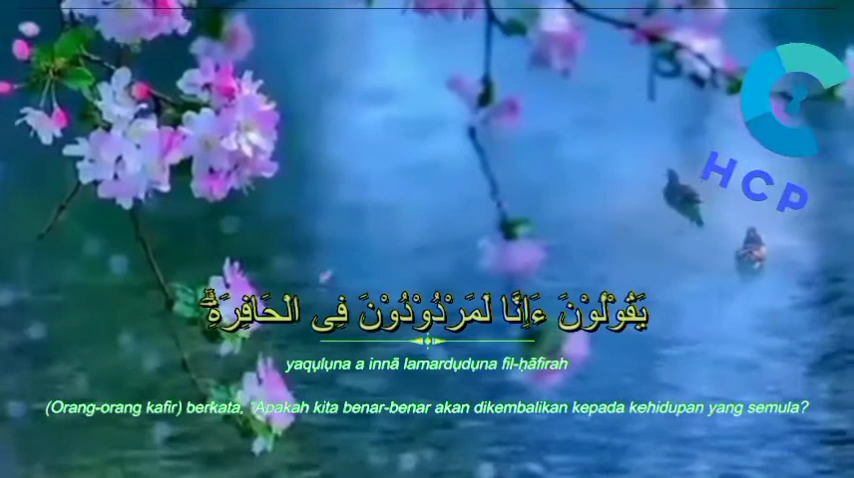 HCP
يَقُوْلُوْنَ ءَاِنَّا لَمَرْدُوْدُوْنَ فِى الْحَافِرَةِۗ
yaqụlụna a innā lamardụdụna fil-ḥāfirah
(Orang-orang kafir) berkata, "Apakah kita benar-benar akan dikembalikan kepada kehidupan yang semula?